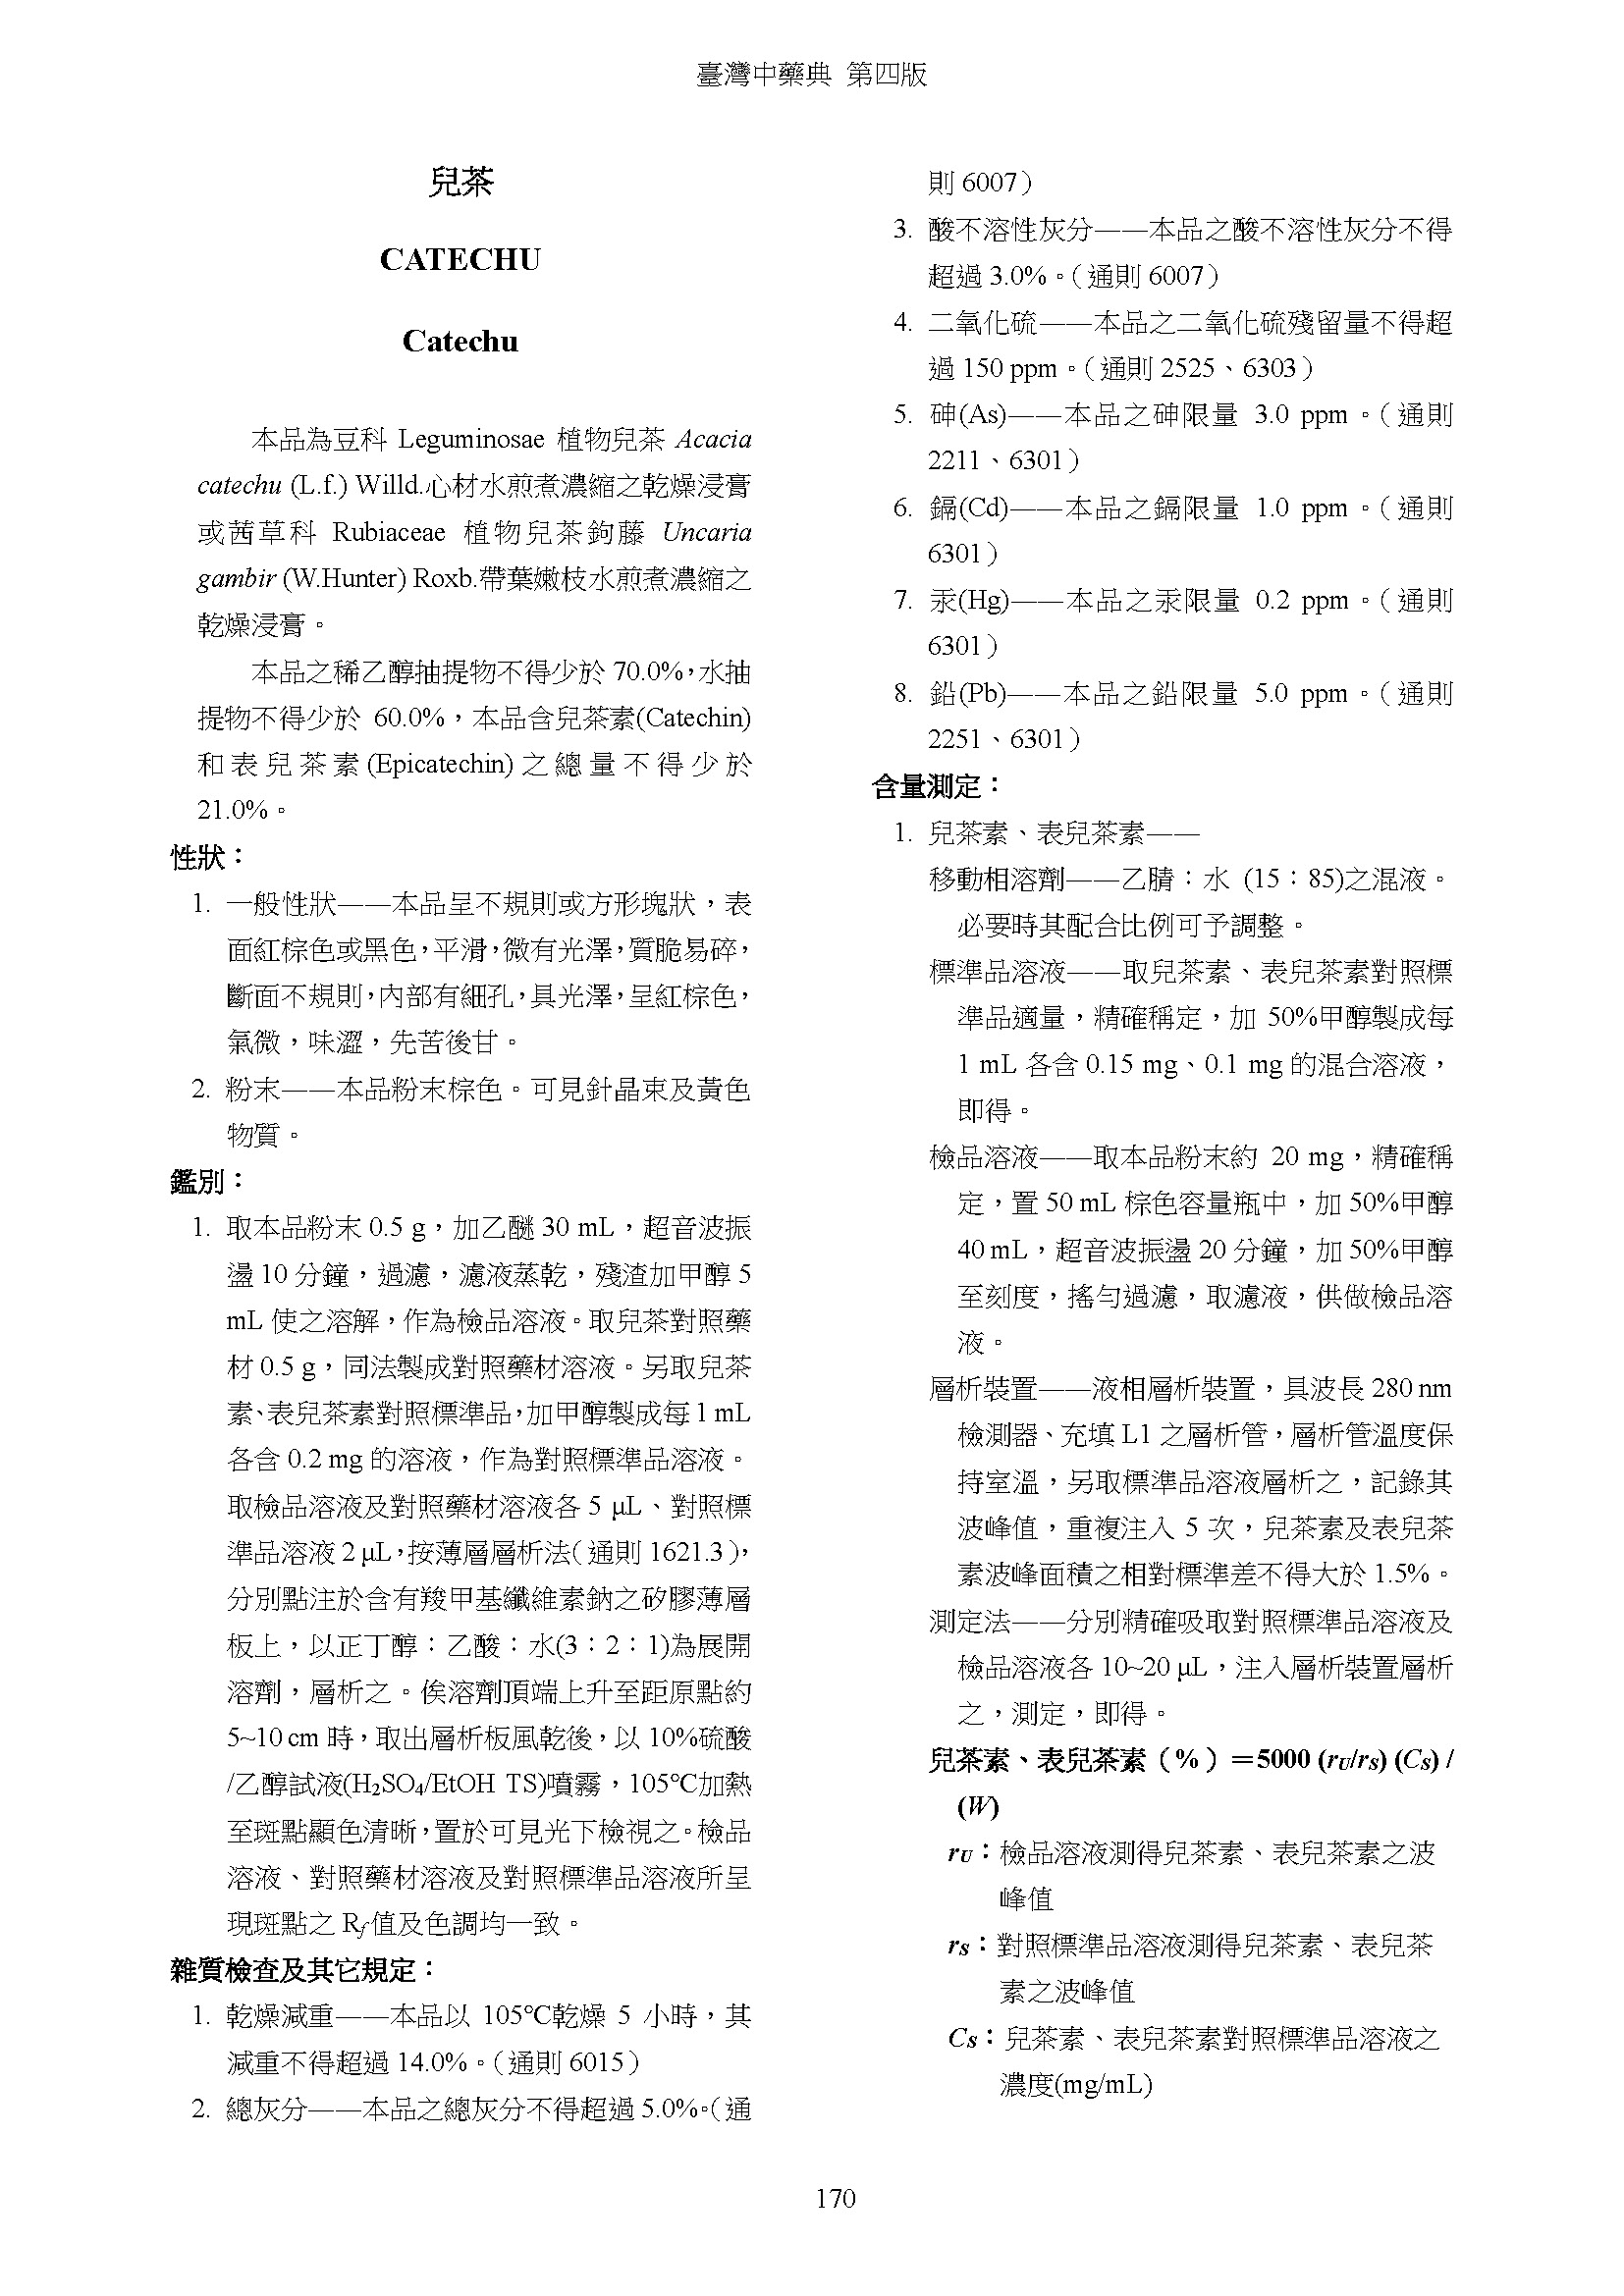 臺灣中藥典 第四版
兒茶
CATECHU
Catechu
本品為豆科 Leguminosae 植物兒茶 Acacia
catechu (L.f.) Willd.心材水煎煮濃縮之乾燥浸膏
或茜草科 Rubiaceae 植物兒茶鉤藤 Uncaria
gambir (W.Hunter) Roxb.帶葉嫩枝水煎煮濃縮之
乾燥浸膏。
本品之稀乙醇抽提物不得少於 70.0%，水抽
提物不得少於 60.0%，本品含兒茶素(Catechin)
和表兒茶素(Epicatechin)之總量不得少於
21.0%。
性狀：
1. 一般性狀——本品呈不規則或方形塊狀，表
面紅棕色或黑色，平滑，微有光澤，質脆易碎，
斷面不規則，內部有細孔，具光澤，呈紅棕色，
氣微，味澀，先苦後甘。
2. 粉末——本品粉末棕色。可見針晶束及黃色
物質。
鑑別：
1. 取本品粉末 0.5 g，加乙醚 30 mL，超音波振
盪 10 分鐘，過濾，濾液蒸乾，殘渣加甲醇 5
mL 使之溶解，作為檢品溶液。取兒茶對照藥
材 0.5 g，同法製成對照藥材溶液。另取兒茶
素、表兒茶素對照標準品，加甲醇製成每 1 mL
各含 0.2 mg 的溶液，作為對照標準品溶液。
取檢品溶液及對照藥材溶液各 5 μL、對照標
準品溶液 2 μL，按薄層層析法（通則 1621.3），
分別點注於含有羧甲基纖維素鈉之矽膠薄層
板上，以正丁醇：乙酸：水(3：2：1)為展開
溶劑，層析之。俟溶劑頂端上升至距原點約
5~10 cm 時，取出層析板風乾後，以 10%硫酸
/乙醇試液(H₂SO₄/EtOH TS)噴霧，105℃加熱
至斑點顯色清晰，置於可見光下檢視之。檢品
溶液、對照藥材溶液及對照標準品溶液所呈
現斑點之 Rf 值及色調均一致。
雜質檢查及其它規定：
1. 乾燥減重——本品以 105℃乾燥 5 小時，其
減重不得超過 14.0%。（通則 6015）
2. 總灰分——本品之總灰分不得超過 5.0%。（通
則 6007）
3. 酸不溶性灰分——本品之酸不溶性灰分不得
超過 3.0%。（通則 6007）
4. 二氧化硫——本品之二氧化硫殘留量不得超
過 150 ppm。（通則 2525、6303）
5. 砷(As)——本品之砷限量 3.0 ppm。（通則
2211、6301）
6. 鎘(Cd)——本品之鎘限量 1.0 ppm。（通則
6301）
7. 汞(Hg)——本品之汞限量 0.2 ppm。（通則
6301）
8. 鉛(Pb)——本品之鉛限量 5.0 ppm。（通則
2251、6301）
含量測定：
1. 兒茶素、表兒茶素——
移動相溶劑——乙腈：水 (15：85)之混液。
必要時其配合比例可予調整。
標準品溶液——取兒茶素、表兒茶素對照標
準品適量，精確稱定，加 50%甲醇製成每
1 mL 各含 0.15 mg、0.1 mg 的混合溶液，
即得。
檢品溶液——取本品粉末約 20 mg，精確稱
定，置 50 mL 棕色容量瓶中，加 50%甲醇
40 mL，超音波振盪 20 分鐘，加 50%甲醇
至刻度，搖勻過濾，取濾液，供做檢品溶
液。
層析裝置——液相層析裝置，具波長 280 nm
檢測器、充填 L1 之層析管，層析管溫度保
持室溫，另取標準品溶液層析之，記錄其
波峰值，重複注入 5 次，兒茶素及表兒茶
素波峰面積之相對標準差不得大於 1.5%。
測定法——分別精確吸取對照標準品溶液及
檢品溶液各 10~20 μL，注入層析裝置層析
之，測定，即得。
兒茶素、表兒茶素（%）＝5000 (rU/rS) (CS) /
(W)
rU：檢品溶液測得兒茶素、表兒茶素之波
峰值
rS：對照標準品溶液測得兒茶素、表兒茶
素之波峰值
CS：兒茶素、表兒茶素對照標準品溶液之
濃度(mg/mL)
170